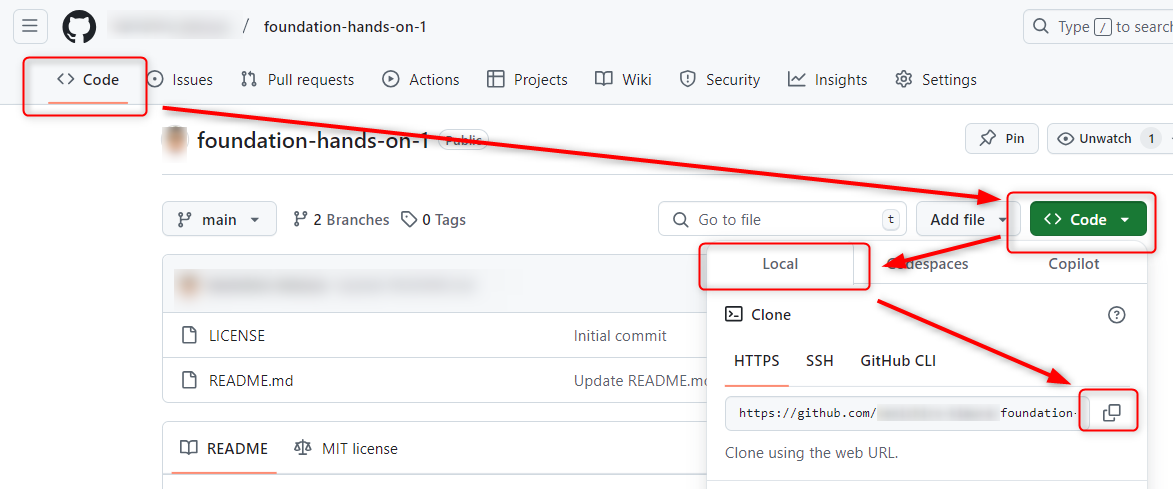 / foundation-hands-on-1
Type / to search
Code Issues Pull requests Actions Projects Wiki Security Insights Settings
foundation-hands-on-1 Public
Pin Unwatch 1
main 2 Branches 0 Tags Go to file t Add file Code
Local Codespaces Copilot
Clone
LICENSE Initial commit
HTTPS SSH GitHub CLI
README.md Update README.md
https://github.com/ foundation-
Clone using the web URL.
README MIT license